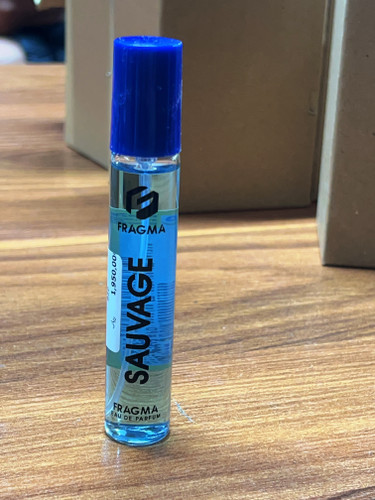 FRAGMA
1,950.00
SAUVAGE
FRAGMA
EAU DE PARFUM